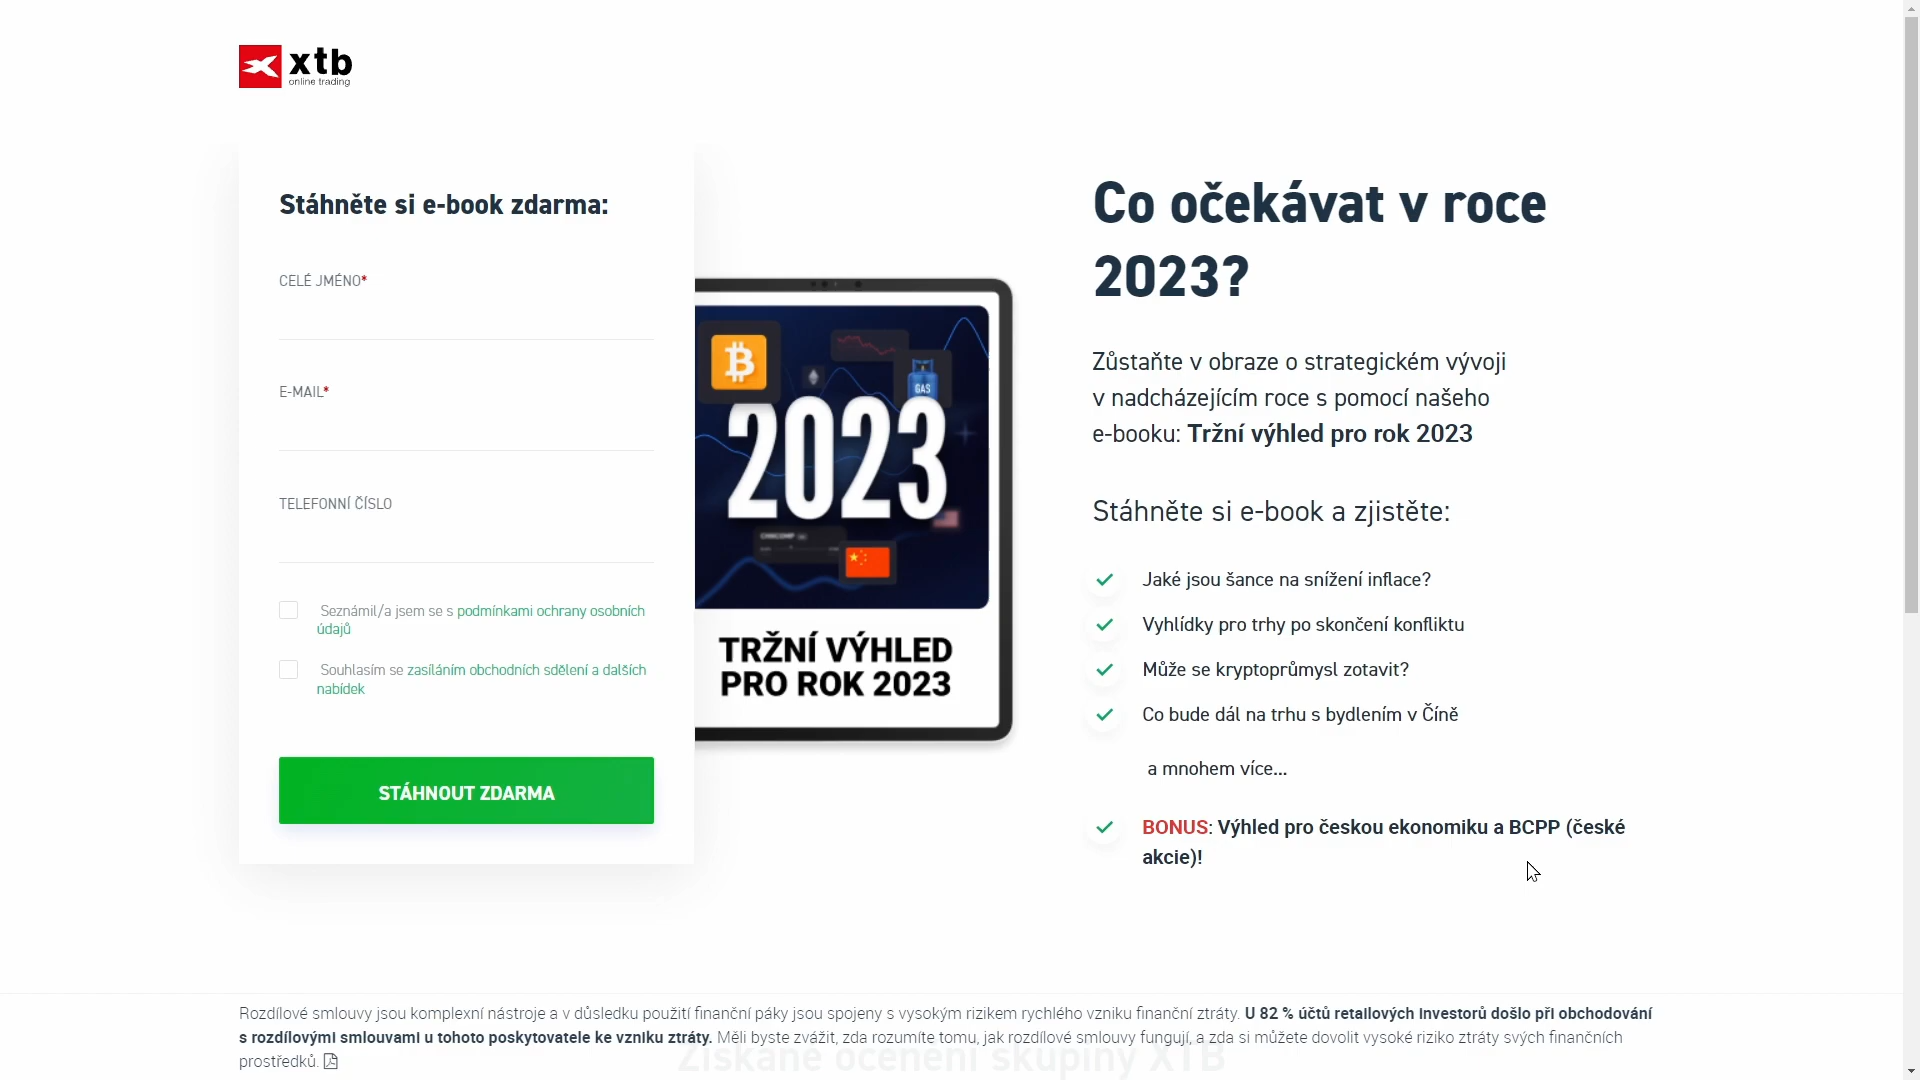 xtb
online trading
Stáhněte si e-book zdarma:
CELÉ JMÉNO*
E-MAIL*
TELEFONNÍ ČÍSLO
Seznámil/a jsem se s podmínkami ochrany osobních
údajů
Souhlasím se zasíláním obchodních sdělení a dalších
nabídek
STÁHNOUT ZDARMA
GAS
2023
TRŽNÍ VÝHLED
PRO ROK 2023
Co očekávat v roce
2023?
Zůstaňte v obraze o strategickém vývoji
v nadcházejícím roce s pomocí našeho
e-booku: Tržní výhled pro rok 2023
Stáhněte si e-book a zjistěte:
Jaké jsou šance na snížení inflace?
Vyhlídky pro trhy po skončení konfliktu
Může se kryptoprůmysl zotavit?
Co bude dál na trhu s bydlením v Číně
a mnohem více...
BONUS: Výhled pro českou ekonomiku a BCPP (české
akcie)!
Rozdílové smlouvy jsou komplexní nástroje a v důsledku použití finanční páky jsou spojeny s vysokým rizikem rychlého vzniku finanční ztráty. U 82 % účtů retailových investorů došlo při obchodování
s rozdílovými smlouvami u tohoto poskytovatele ke vzniku ztráty. Měli byste zvážit, zda rozumíte tomu, jak rozdílové smlouvy fungují, a zda si můžete dovolit vysoké riziko ztráty svých finančních
prostředků.
Získané ocenění skupiny XTB